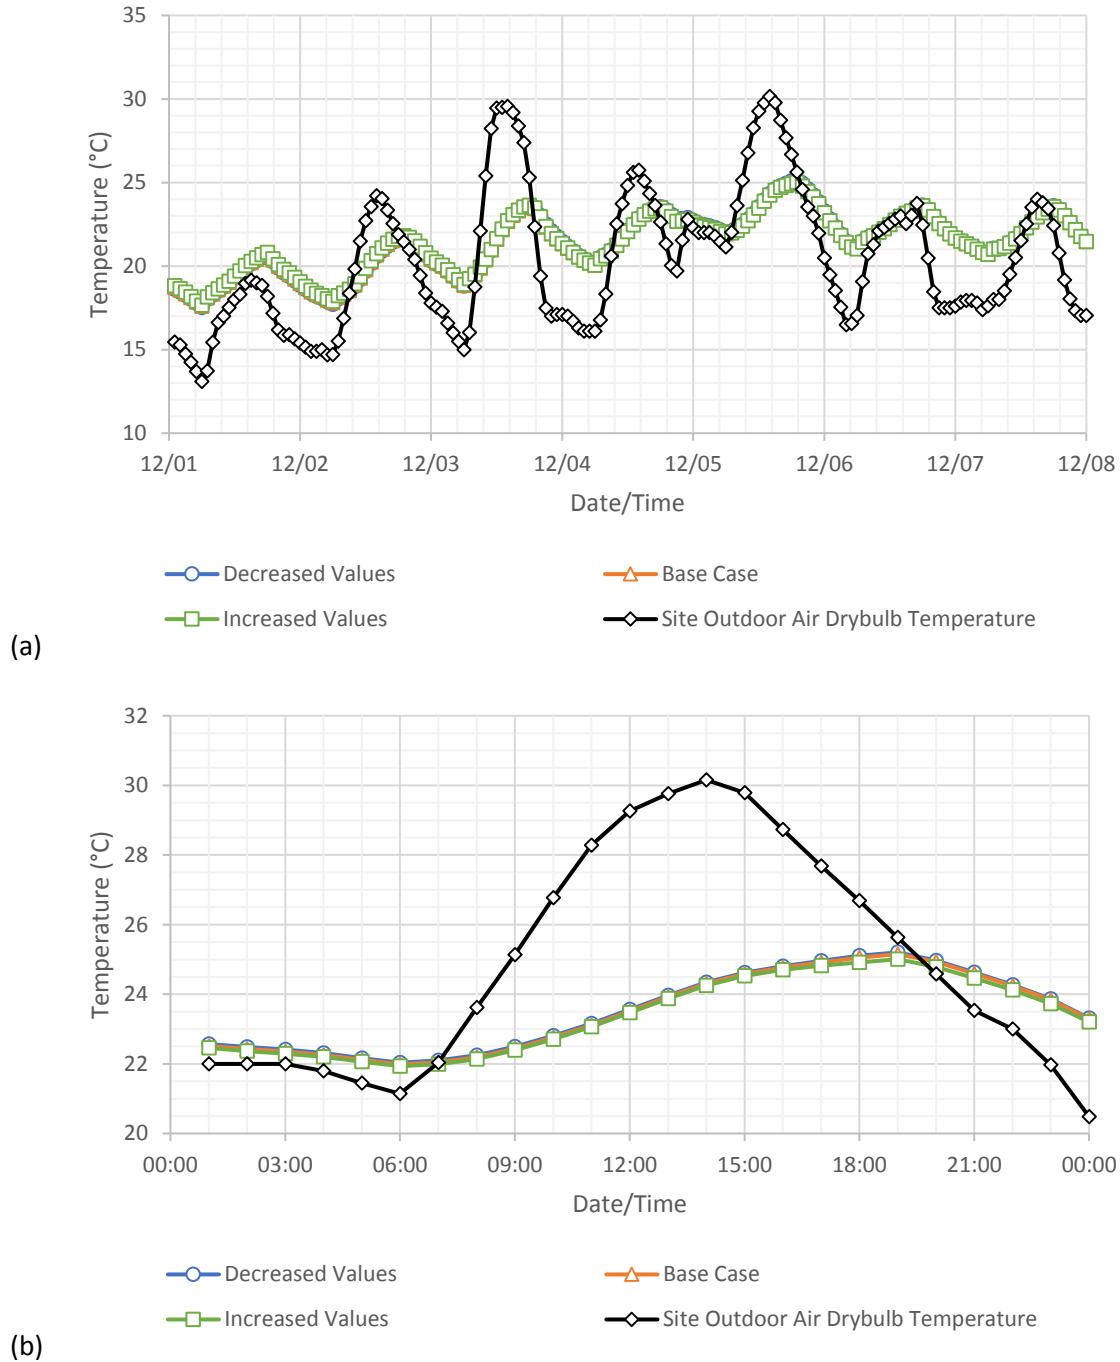 35
30
25
20
15
10
Temperature (°C)
12/01 12/02 12/03 12/04 12/05 12/06 12/07 12/08
Date/Time
Decreased Values Base Case
Increased Values Site Outdoor Air Drybulb Temperature
(a)
32
30
28
26
24
22
20
Temperature (°C)
00:00 03:00 06:00 09:00 12:00 15:00 18:00 21:00 00:00
Date/Time
Decreased Values Base Case
Increased Values Site Outdoor Air Drybulb Temperature
(b)